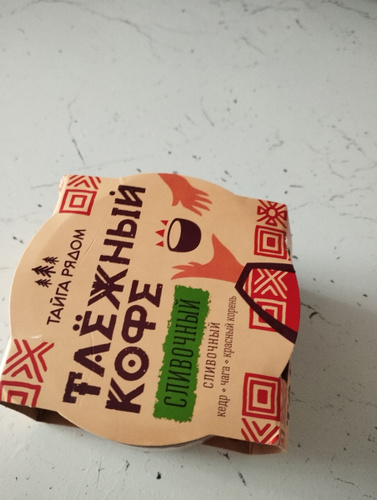 ТАЙГА РЯДОМ
ТАЁЖНЫЙ
КОФЕ
СЛИВОЧНЫЙ
СЛИВОЧНЫЙ
кедр • чага • красный корень